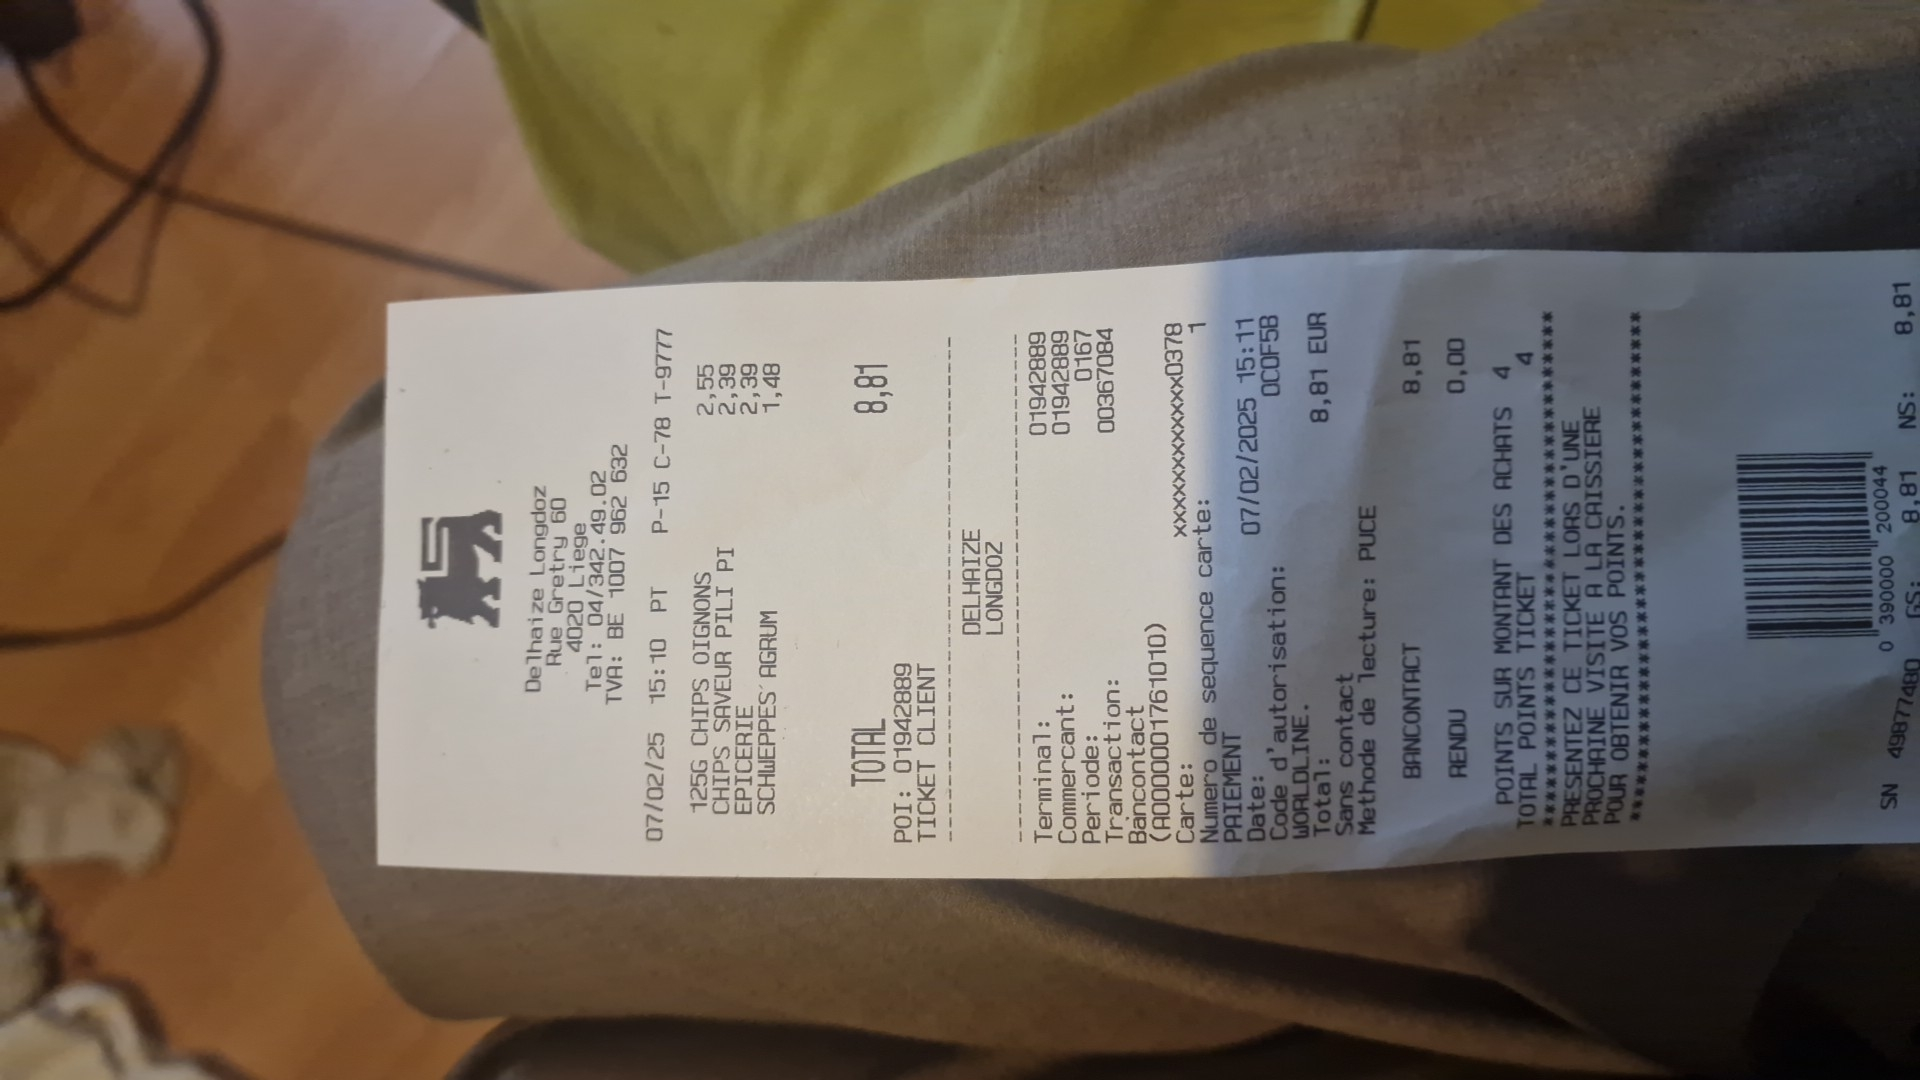 Delhaize Longdoz
Rue Gretry 60
4020 Liege
Tel: 04/342.49.02
TVA: BE 1007 962 632
07/02/25 15:10 PT P-15 C-78 T-9777
125G CHIPS OIGNONS 2,55
CHIPS SAVEUR PILI PI 2,39
EPICERIE 2,39
SCHWEPPES'AGRUM 1,48
TOTAL 8,81
POI: 01942889
TICKET CLIENT
DELHAIZE
LONGDOZ
Terminal: 01942889
Commercant: 01942889
Periode: 0167
Transaction: 00367084
Bancontact
(A0000001761010)
Carte: xxxxxxxxxxxxx0378
Numero de sequence carte: 1
PAIEMENT
Date: 07/02/2025 15:11
Code d'autorisation: 0C0F5B
WORLDLINE.
Total: 8,81 EUR
Sans contact
Methode de lecture: PUCE
BANCONTACT 8,81
RENDU 0,00
POINTS SUR MONTANT DES ACHATS 4
TOTAL POINTS TICKET 4
************************************
PRESENTEZ CE TICKET LORS D'UNE
PROCHAINE VISITE A LA CAISSIERE
POUR OBTENIR VOS POINTS.
************************************
0 390000 200044
SN 49877480 GS: 8,81 NS: 8,81